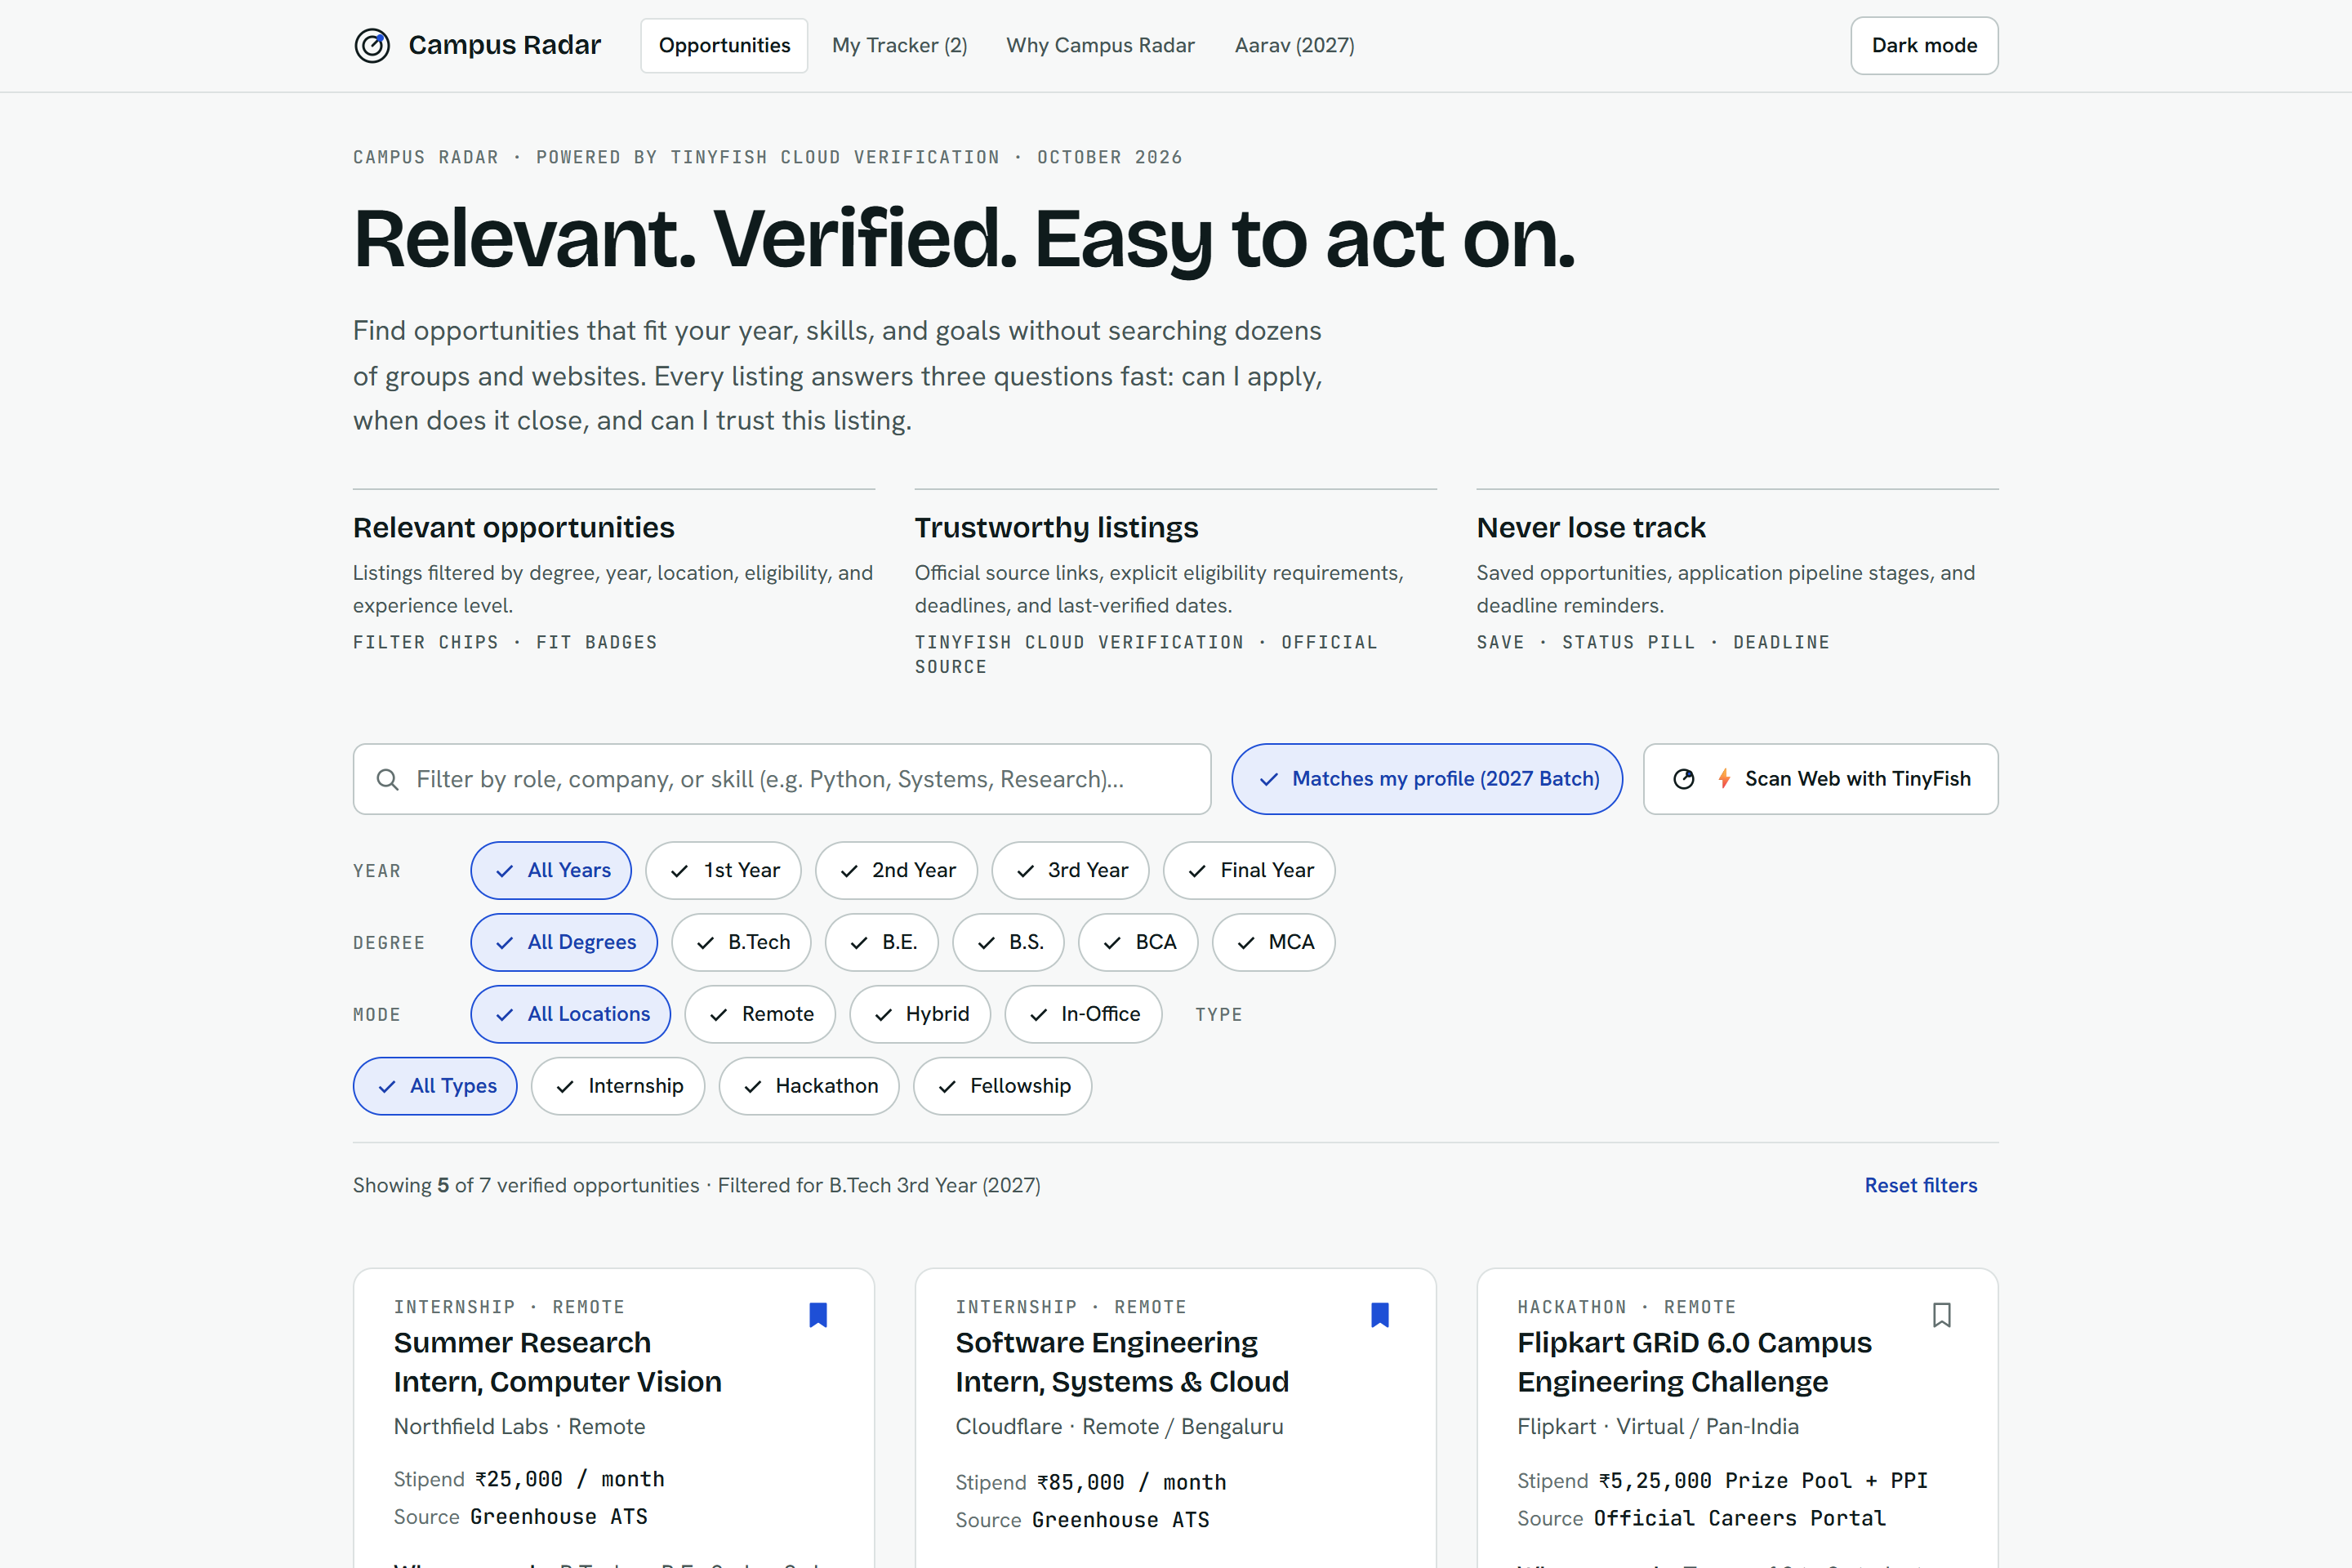 Campus Radar
Opportunities
My Tracker (2)
Why Campus Radar
Aarav (2027)
Dark mode
CAMPUS RADAR · POWERED BY TINYFISH CLOUD VERIFICATION · OCTOBER 2026
Relevant. Verified. Easy to act on.
Find opportunities that fit your year, skills, and goals without searching dozens
of groups and websites. Every listing answers three questions fast: can I apply,
when does it close, and can I trust this listing.
Relevant opportunities
Listings filtered by degree, year, location, eligibility, and
experience level.
FILTER CHIPS · FIT BADGES
Trustworthy listings
Official source links, explicit eligibility requirements,
deadlines, and last-verified dates.
TINYFISH CLOUD VERIFICATION · OFFICIAL
SOURCE
Never lose track
Saved opportunities, application pipeline stages, and
deadline reminders.
SAVE · STATUS PILL · DEADLINE
Filter by role, company, or skill (e.g. Python, Systems, Research)...
Matches my profile (2027 Batch)
Scan Web with TinyFish
YEAR All Years 1st Year 2nd Year 3rd Year Final Year
DEGREE All Degrees B.Tech B.E. B.S. BCA MCA
MODE All Locations Remote Hybrid In-Office TYPE
All Types Internship Hackathon Fellowship
Showing 5 of 7 verified opportunities · Filtered for B.Tech 3rd Year (2027)
Reset filters
INTERNSHIP · REMOTE
Summer Research
Intern, Computer Vision
Northfield Labs · Remote
Stipend ₹25,000 / month
Source Greenhouse ATS
INTERNSHIP · REMOTE
Software Engineering
Intern, Systems & Cloud
Cloudflare · Remote / Bengaluru
Stipend ₹85,000 / month
Source Greenhouse ATS
HACKATHON · REMOTE
Flipkart GRiD 6.0 Campus
Engineering Challenge
Flipkart · Virtual / Pan-India
Stipend ₹5,25,000 Prize Pool + PPI
Source Official Careers Portal